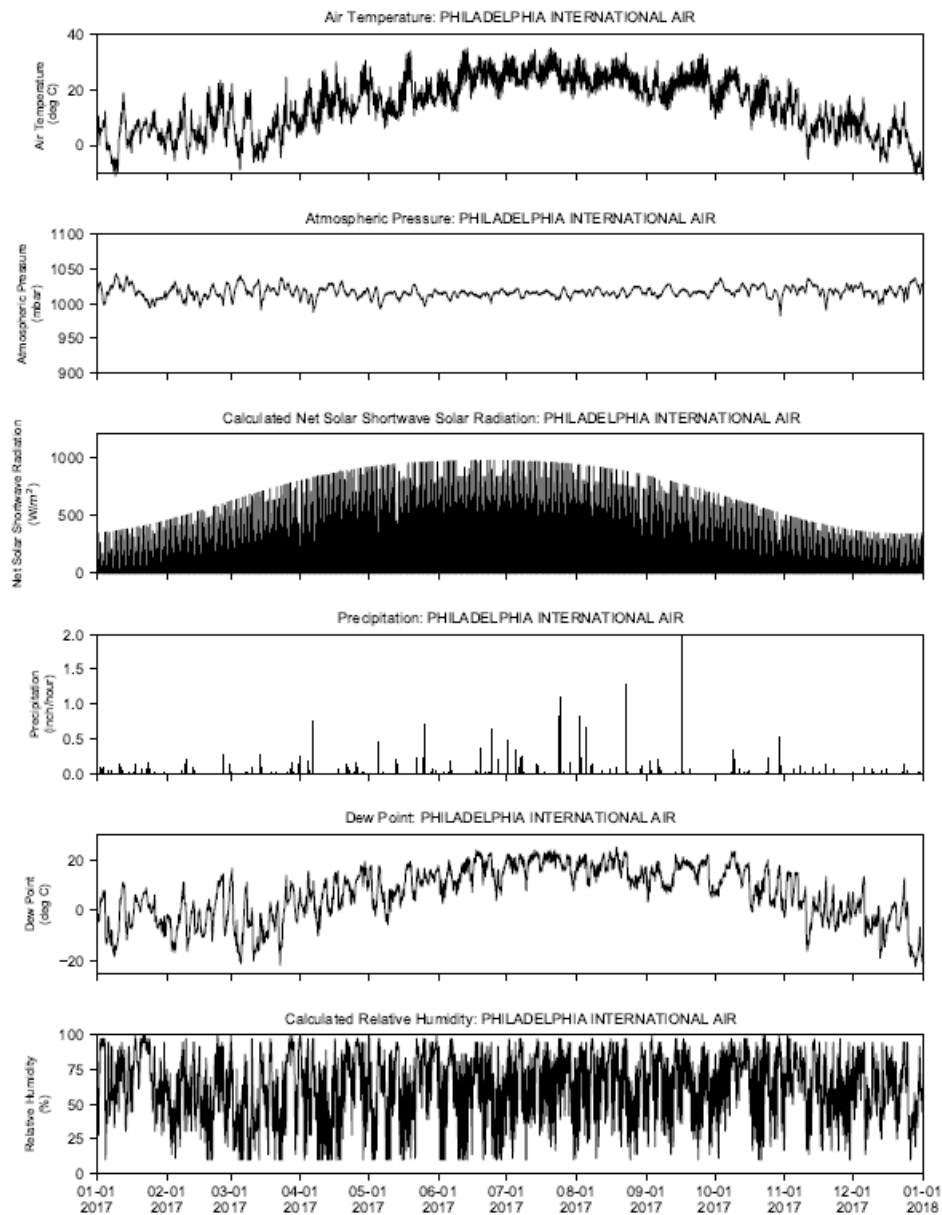 Air Temperature: PHILADELPHIA INTERNATIONAL AIR
Air Temperature
(deg C)
40
20
0
Atmospheric Pressure: PHILADELPHIA INTERNATIONAL AIR
Atmospheric Pressure
(mbar)
1100
1050
1000
950
900
Calculated Net Solar Shortwave Solar Radiation: PHILADELPHIA INTERNATIONAL AIR
Net Solar Shortwave Radiation
(W/m²)
1000
500
0
Precipitation: PHILADELPHIA INTERNATIONAL AIR
Precipitation
(inch/hour)
2.0
1.5
1.0
0.5
0.0
Dew Point: PHILADELPHIA INTERNATIONAL AIR
Dew Point
(deg C)
20
0
−20
Calculated Relative Humidity: PHILADELPHIA INTERNATIONAL AIR
Relative Humidity
(%)
100
75
50
25
0
01-01 02-01 03-01 04-01 05-01 06-01 07-01 08-01 09-01 10-01 11-01 12-01 01-01
2017 2017 2017 2017 2017 2017 2017 2017 2017 2017 2017 2017 2018